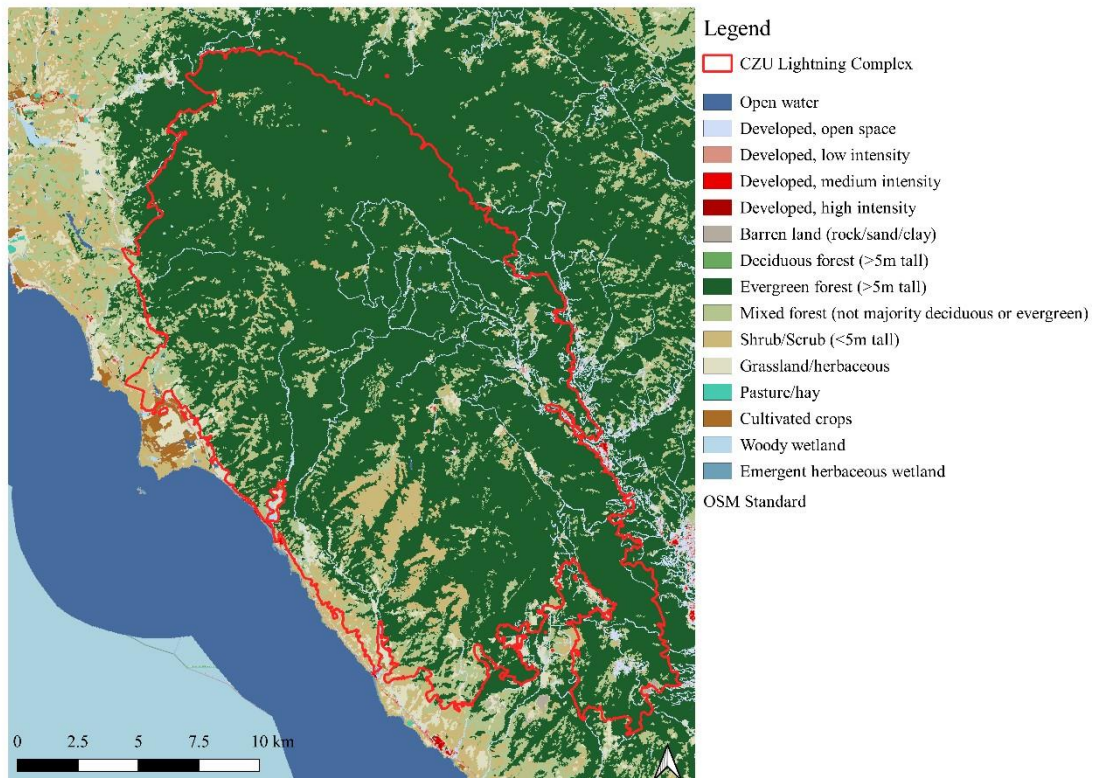 Legend
CZU Lightning Complex
Open water
Developed, open space
Developed, low intensity
Developed, medium intensity
Developed, high intensity
Barren land (rock/sand/clay)
Deciduous forest (>5m tall)
Evergreen forest (>5m tall)
Mixed forest (not majority deciduous or evergreen)
Shrub/Scrub (<5m tall)
Grassland/herbaceous
Pasture/hay
Cultivated crops
Woody wetland
Emergent herbaceous wetland
OSM Standard
0 2.5 5 7.5 10 km